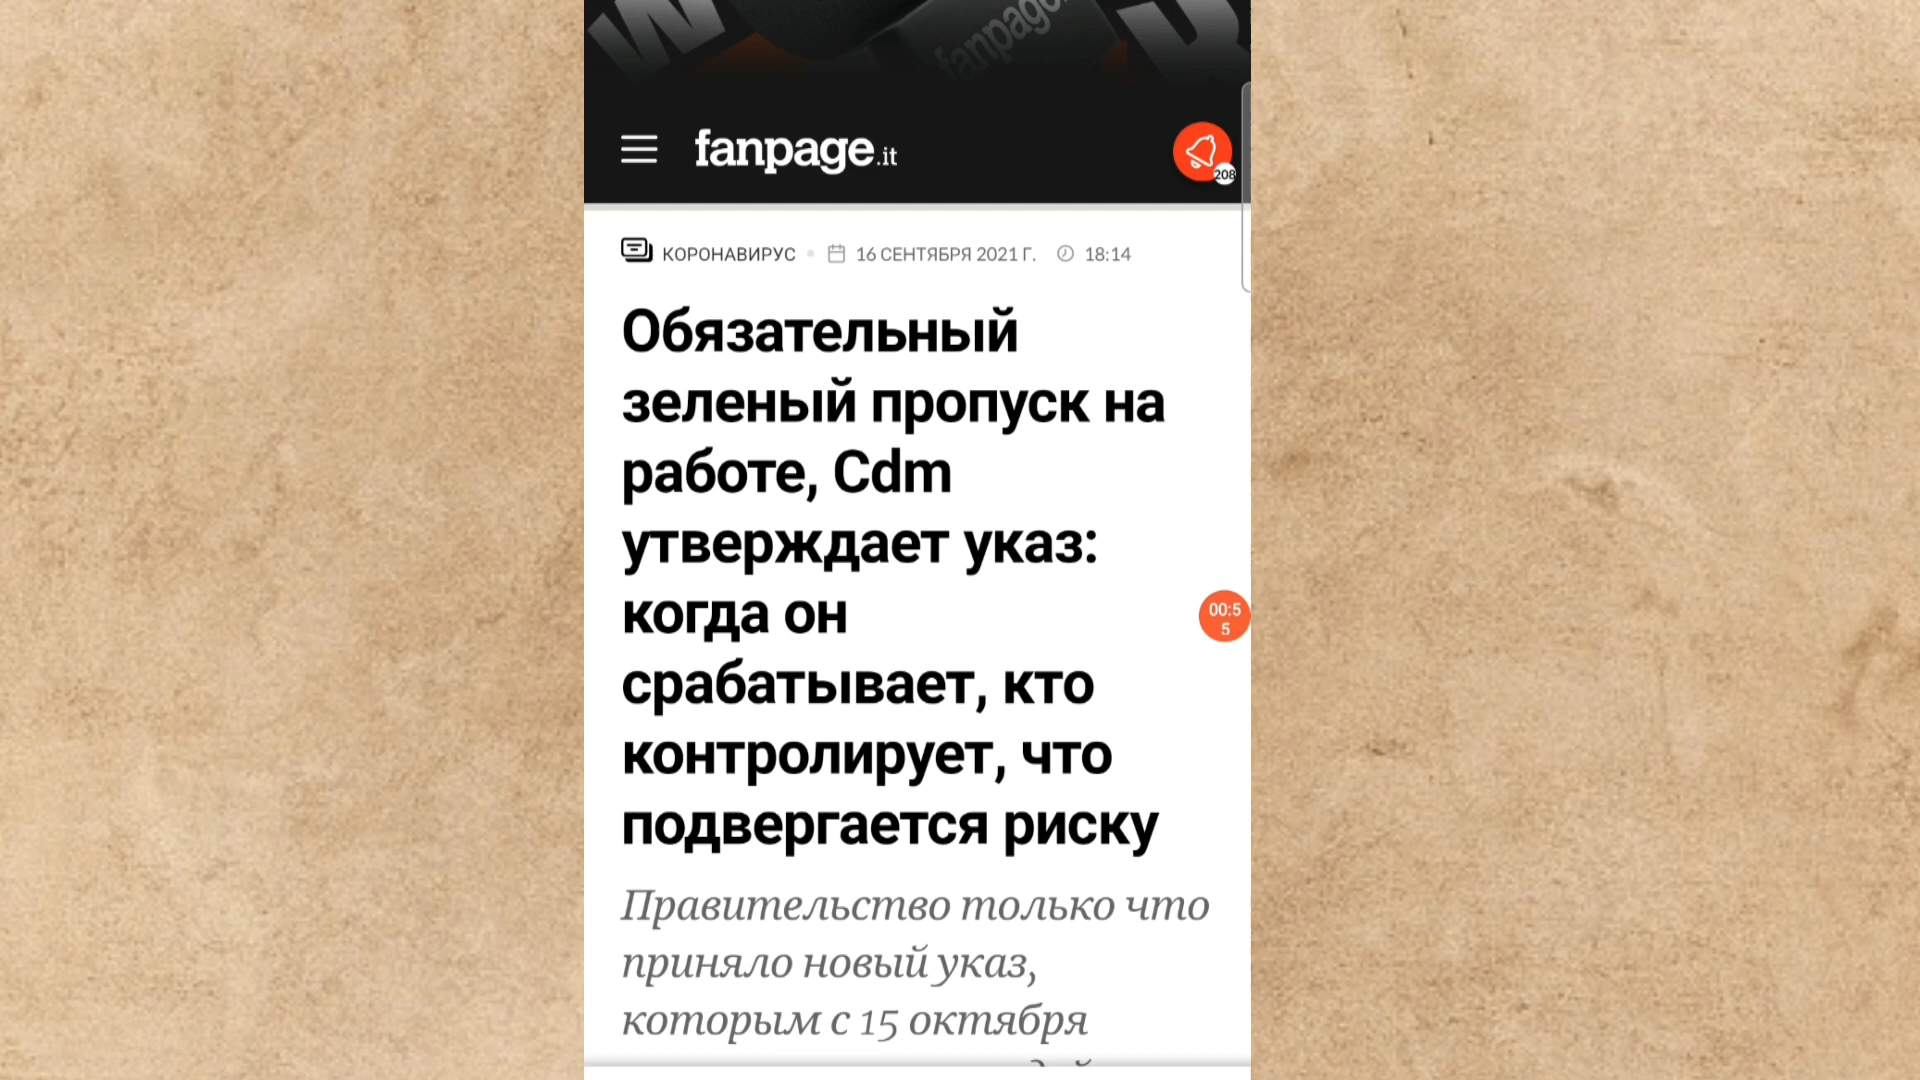 fanpage.
fanpage.it
208
КОРОНАВИРУС 16 СЕНТЯБРЯ 2021 Г. 18:14
Обязательный
зеленый пропуск на
работе, Cdm
утверждает указ:
когда он
срабатывает, кто
контролирует, что
подвергается риску
00:5
5
Правительство только что
приняло новый указ,
которым с 15 октября